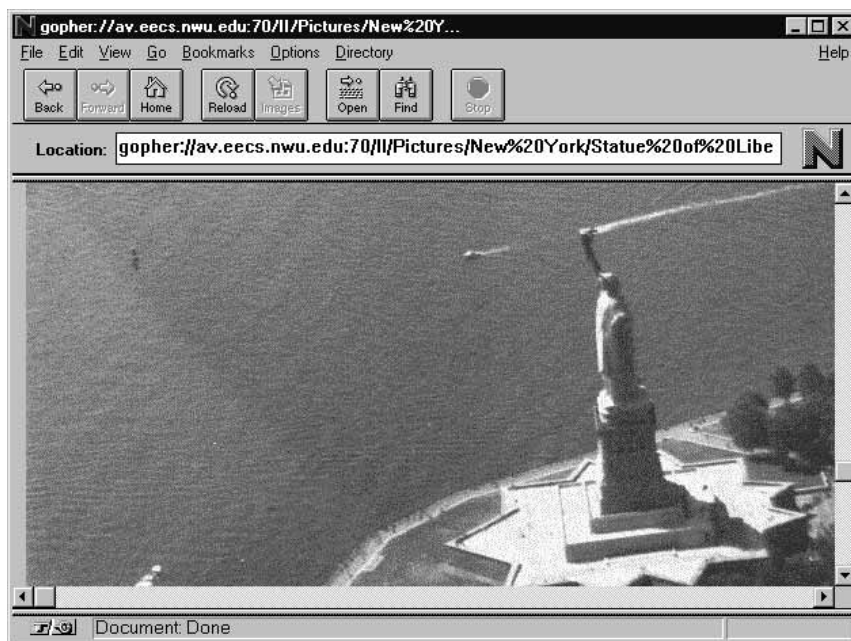 gopher://av.eecs.nwu.edu:70/II/Pictures/New%20Y...
File Edit View Go Bookmarks Options Directory Help
Back Forward Home Reload Images Open Find Stop
Location: gopher://av.eecs.nwu.edu:70/II/Pictures/New%20York/Statue%20of%20Libe
N
Document: Done